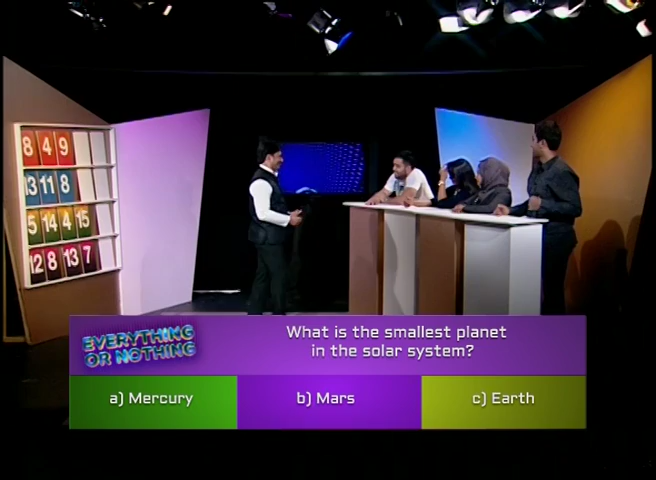 8 4 9
13 11 8
5 14 4 15
12 8 13 7
EVERYTHING
OR NOTHING
What is the smallest planet
in the solar system?
a) Mercury
b) Mars
c) Earth